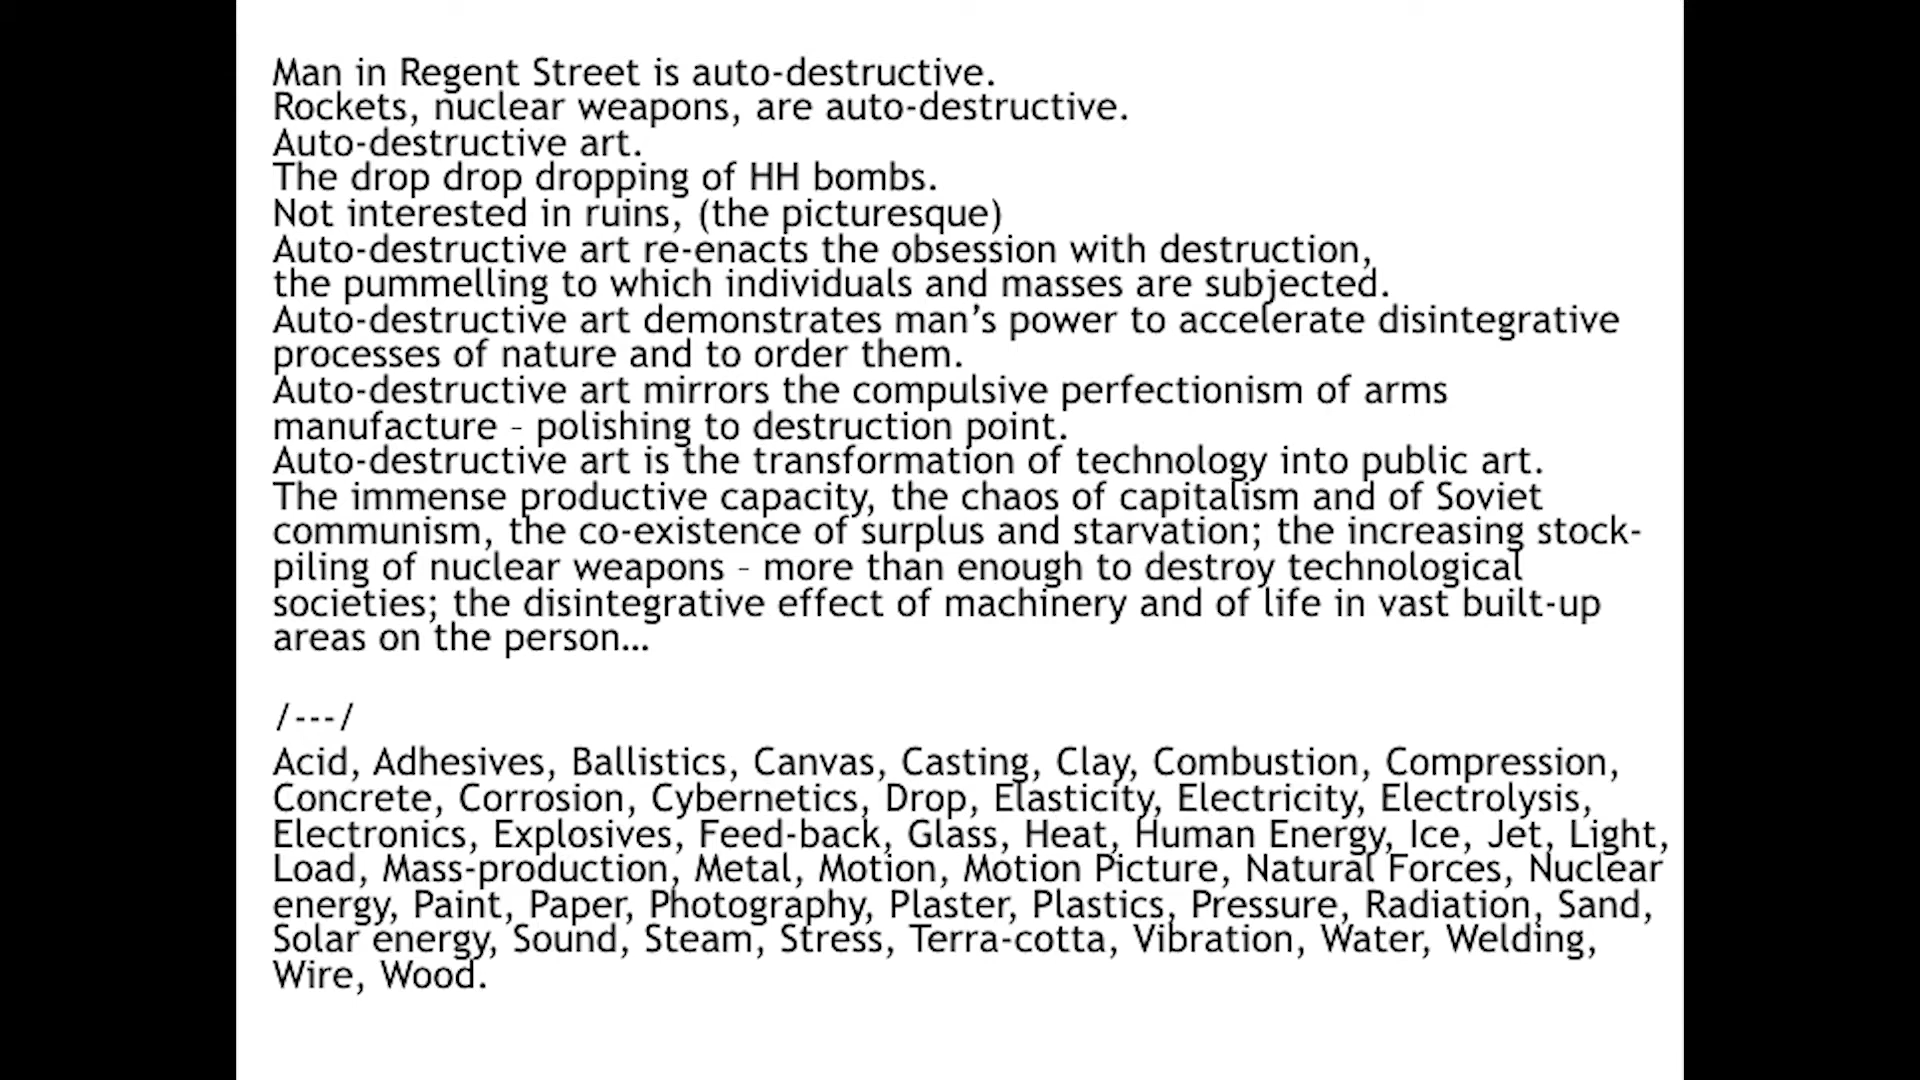 Man in Regent Street is auto-destructive.
Rockets, nuclear weapons, are auto-destructive.
Auto-destructive art.
The drop drop dropping of HH bombs.
Not interested in ruins, (the picturesque)
Auto-destructive art re-enacts the obsession with destruction,
the pummelling to which individuals and masses are subjected.
Auto-destructive art demonstrates man’s power to accelerate disintegrative
processes of nature and to order them.
Auto-destructive art mirrors the compulsive perfectionism of arms
manufacture – polishing to destruction point.
Auto-destructive art is the transformation of technology into public art.
The immense productive capacity, the chaos of capitalism and of Soviet
communism, the co-existence of surplus and starvation; the increasing stock-
piling of nuclear weapons – more than enough to destroy technological
societies; the disintegrative effect of machinery and of life in vast built-up
areas on the person...
/---/
Acid, Adhesives, Ballistics, Canvas, Casting, Clay, Combustion, Compression,
Concrete, Corrosion, Cybernetics, Drop, Elasticity, Electricity, Electrolysis,
Electronics, Explosives, Feed-back, Glass, Heat, Human Energy, Ice, Jet, Light,
Load, Mass-production, Metal, Motion, Motion Picture, Natural Forces, Nuclear
energy, Paint, Paper, Photography, Plaster, Plastics, Pressure, Radiation, Sand,
Solar energy, Sound, Steam, Stress, Terra-cotta, Vibration, Water, Welding,
Wire, Wood.